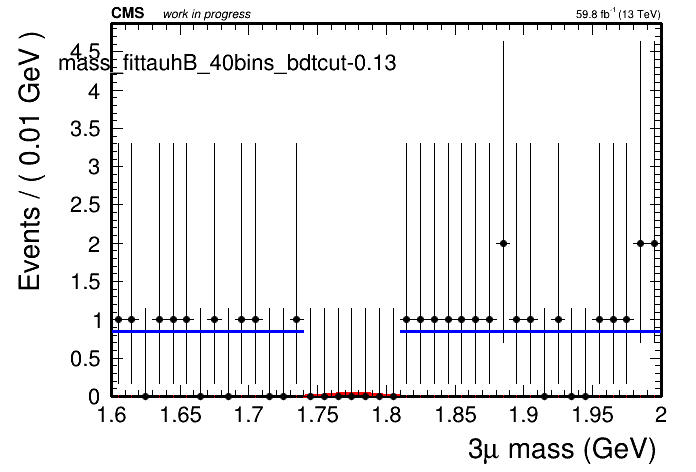 CMS work in progress 59.8 fb-1 (13 TeV)
mass_fittauhB_40bins_bdtcut-0.13
Events / ( 0.01 GeV )
4.5
4
3.5
3
2.5
2
1.5
1
0.5
0
1.6 1.65 1.7 1.75 1.8 1.85 1.9 1.95 2
3μ mass (GeV)